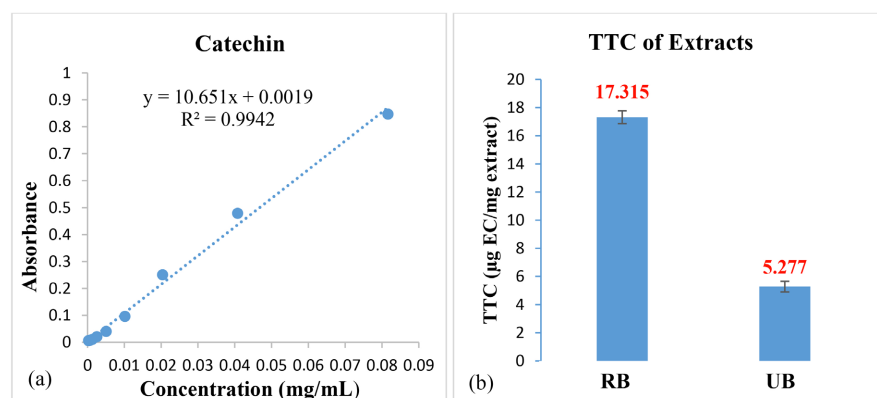 Catechin
y = 10.651x + 0.0019
R² = 0.9942
1
0.9
0.8
0.7
0.6
0.5
0.4
0.3
0.2
0.1
0
Absorbance
0 0.01 0.02 0.03 0.04 0.05 0.06 0.07 0.08 0.09
Concentration (mg/mL)
(a)
TTC of Extracts
20
18
16
14
12
10
8
6
4
2
0
TTC (µg EC/mg extract)
17.315
5.277
RB UB
(b)